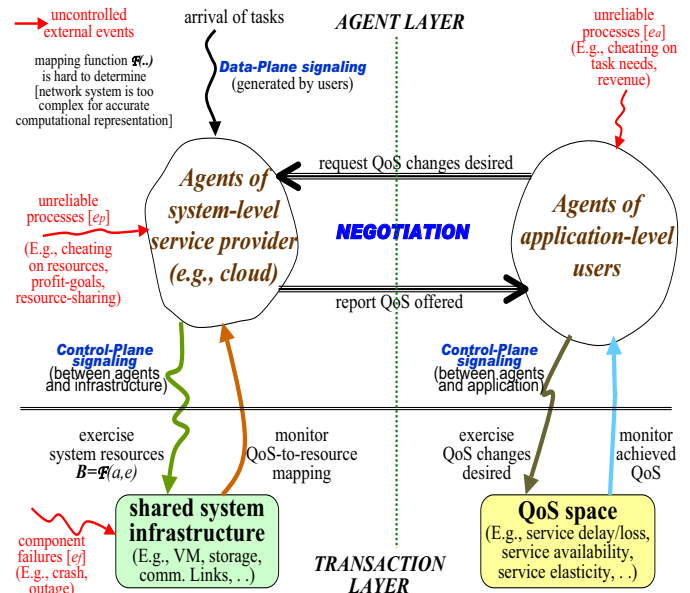 uncontrolled
external events
mapping function F(..)
is hard to determine
[network system is too
complex for accurate
computational representation]
arrival of tasks
Data-Plane signaling
(generated by users)
AGENT LAYER
unreliable
processes [ea]
(E.g., cheating on
task needs,
revenue)
request QoS changes desired
Agents of
system-level
service provider
(e.g., cloud)
NEGOTIATION
Agents of
application-level
users
unreliable
processes [ep]
(E.g., cheating
on resources,
profit-goals,
resource-sharing)
report QoS offered
Control-Plane
signaling
(between agents
and infrastructure)
Control-Plane
signaling
(between agents
and application)
exercise
system resources
B=F(a,e)
monitor
QoS-to-resource
mapping
exercise
QoS changes
desired
monitor
achieved
QoS
component
failures [ef]
(E.g., crash,
outage)
shared system
infrastructure
(E.g., VM, storage,
comm. Links, . .)
TRANSACTION
LAYER
QoS space
(E.g., service delay/loss,
service availability,
service elasticity, . .)